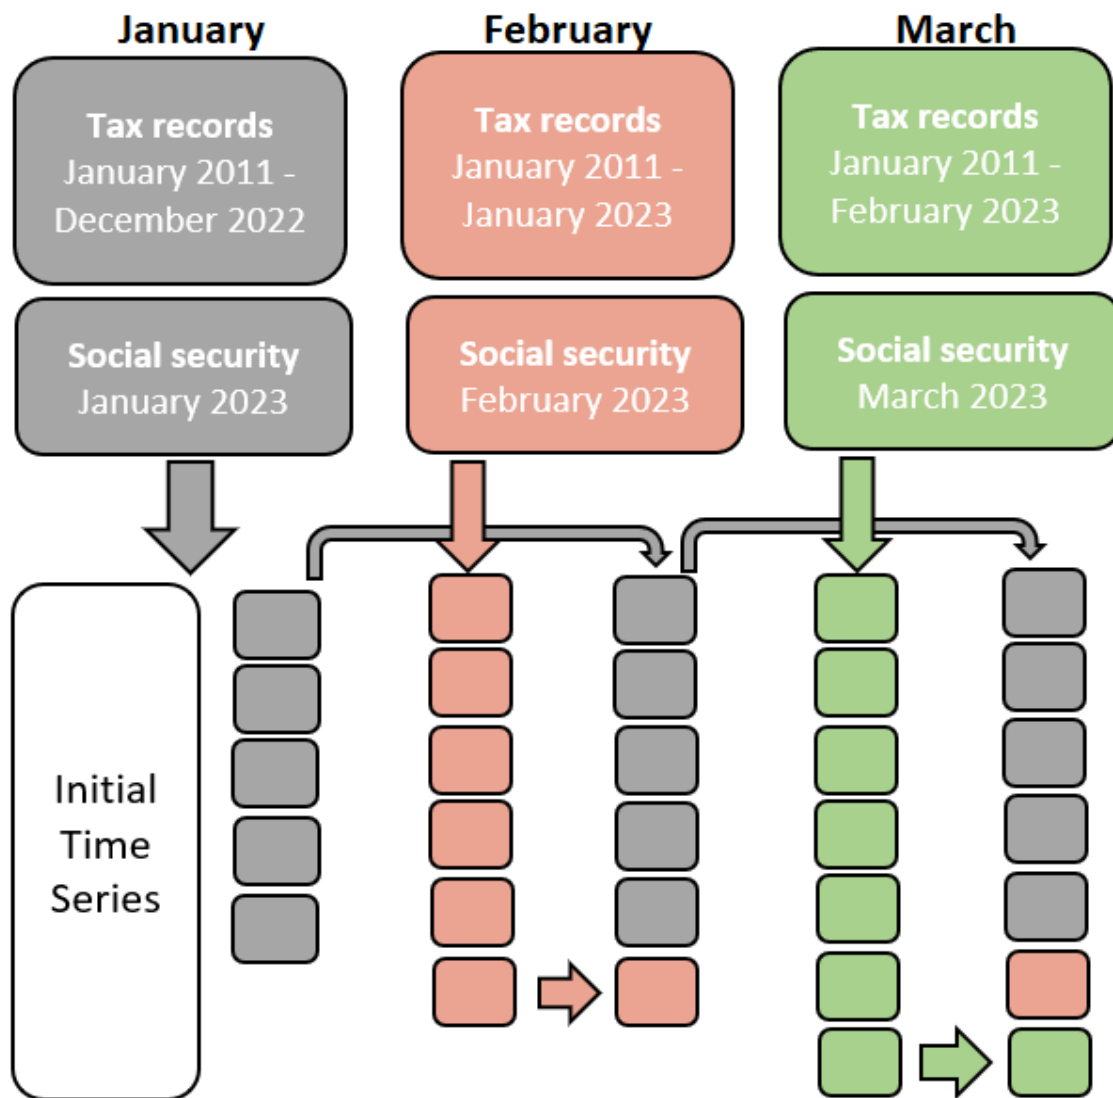 January
February
March
Tax records
January 2011 -
December 2022
Tax records
January 2011 -
January 2023
Tax records
January 2011 -
February 2023
Social security
January 2023
Social security
February 2023
Social security
March 2023
Initial
Time
Series